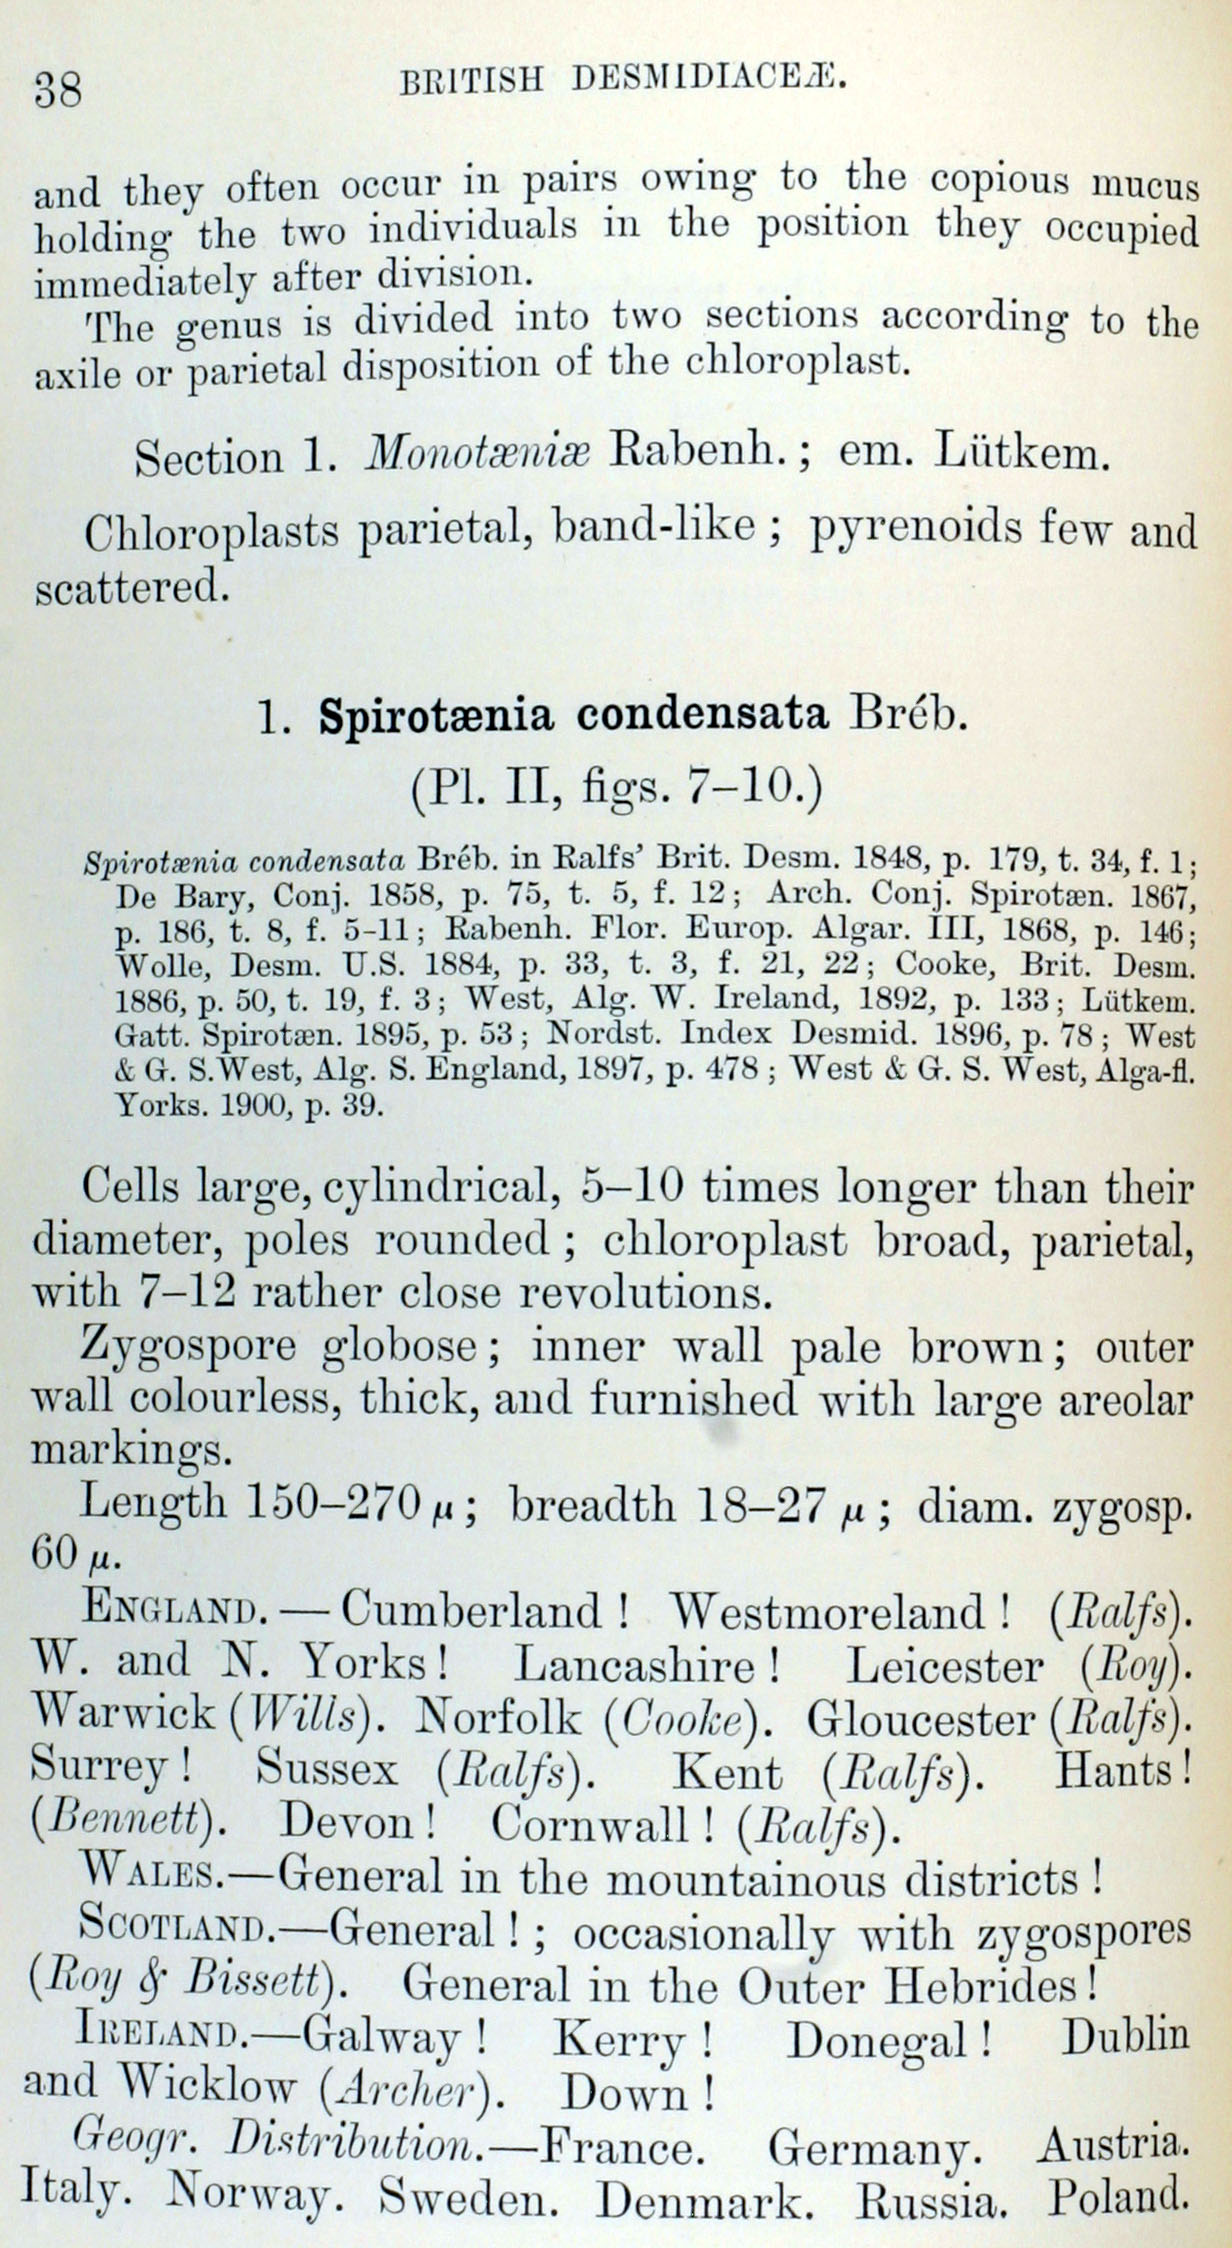 38
BRITISH DESMIDIACEÆ.
and they often occur in pairs owing to the copious mucus
holding the two individuals in the position they occupied
immediately after division.
The genus is divided into two sections according to the
axile or parietal disposition of the chloroplast.
Section 1. Monotæniæ Rabenh. ; em. Lütkem.
Chloroplasts parietal, band-like ; pyrenoids few and
scattered.
1. Spirotænia condensata Bréb.
(Pl. II, figs. 7–10.)
Spirotænia condensata Bréb. in Ralfs’ Brit. Desm. 1848, p. 179, t. 34, f. 1;
De Bary, Conj. 1858, p. 75, t. 5, f. 12; Arch. Conj. Spirotæn. 1867,
p. 186, t. 8, f. 5–11; Rabenh. Flor. Europ. Algar. III, 1868, p. 146;
Wolle, Desm. U.S. 1884, p. 33, t. 3, f. 21, 22; Cooke, Brit. Desm.
1886, p. 50, t. 19, f. 3; West, Alg. W. Ireland, 1892, p. 133; Lütkem.
Gatt. Spirotæn. 1895, p. 53; Nordst. Index Desmid. 1896, p. 78; West
& G. S. West, Alg. S. England, 1897, p. 478; West & G. S. West, Alga-fl.
Yorks. 1900, p. 39.
Cells large, cylindrical, 5–10 times longer than their
diameter, poles rounded ; chloroplast broad, parietal,
with 7–12 rather close revolutions.
Zygospore globose; inner wall pale brown; outer
wall colourless, thick, and furnished with large areolar
markings.
Length 150–270 μ; breadth 18–27 μ; diam. zygosp.
60 μ.
ENGLAND. — Cumberland ! Westmoreland ! (Ralfs).
W. and N. Yorks! Lancashire ! Leicester (Roy).
Warwick (Wills). Norfolk (Cooke). Gloucester (Ralfs).
Surrey ! Sussex (Ralfs). Kent (Ralfs). Hants!
(Bennett). Devon! Cornwall! (Ralfs).
WALES.—General in the mountainous districts !
SCOTLAND.—General ! ; occasionally with zygospores
(Roy & Bissett). General in the Outer Hebrides!
IRELAND.—Galway ! Kerry ! Donegal ! Dublin
and Wicklow (Archer). Down !
Geogr. Distribution.—France. Germany. Austria.
Italy. Norway. Sweden. Denmark. Russia. Poland.